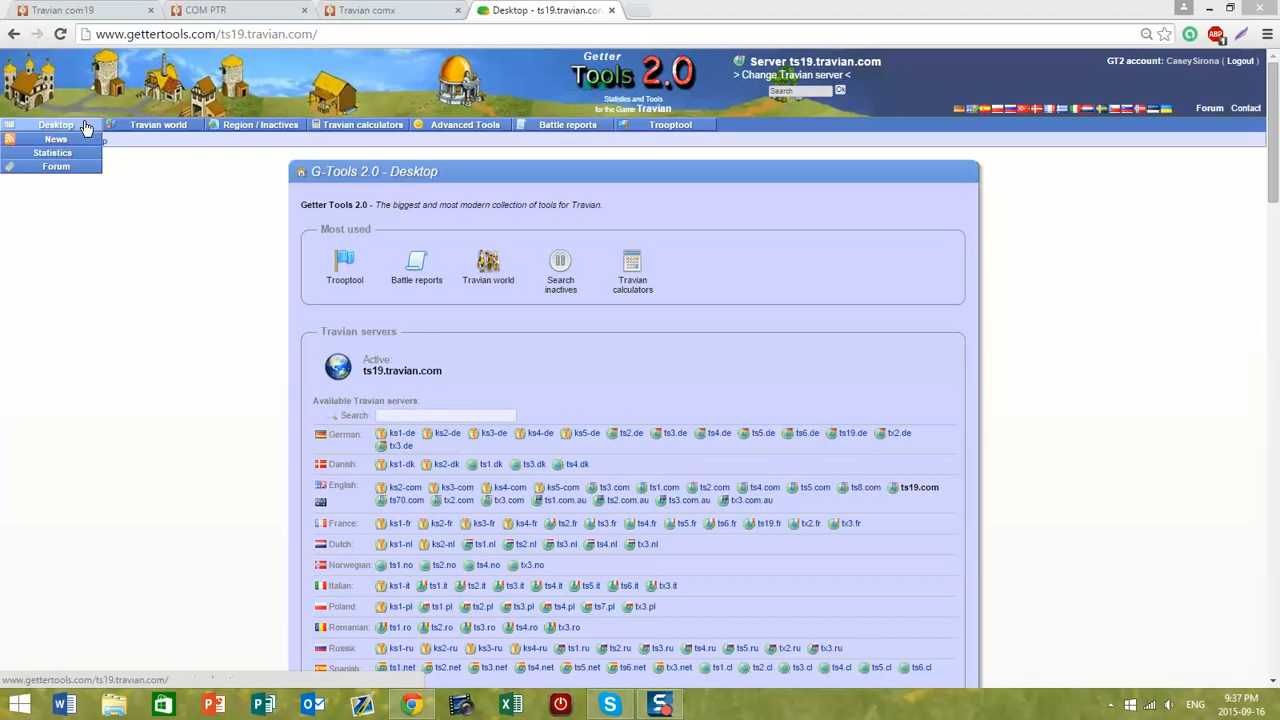 Travian com19
COM PTR
Travian comx
Desktop - ts19.travian.con
www.gettertools.com/ts19.travian.com/
ABP
1
Getter
Tools 2.0
Statistics and Tools
for the Game Travian
Server ts19.travian.com
> Change Travian server <
Search
Ok
GT2 account: CaseySirona ( Logout )
Forum Contact
Desktop
Travian world
Region / Inactives
Travian calculators
Advanced Tools
Battle reports
Trooptool
News
Statistics
Forum
G-Tools 2.0 - Desktop
Getter Tools 2.0 - The biggest and most modern collection of tools for Travian.
Most used
Trooptool
Battle reports
Travian world
Search
inactives
Travian
calculators
Travian servers
Active:
ts19.travian.com
Available Travian servers:
Search:
German: ks1-de ks2-de ks3-de ks4-de ks5-de ts2.de ts3.de ts4.de ts5.de ts6.de ts19.de tx2.de
tx3.de
Danish: ks1-dk ks2-dk ts1.dk ts3.dk ts4.dk
English: ks2-com ks3-com ks4-com ks5-com ts3.com ts1.com ts2.com ts4.com ts5.com ts8.com ts19.com
ts70.com tx2.com tx3.com ts1.com.au ts2.com.au ts3.com.au tx3.com.au
France: ks1-fr ks2-fr ks3-fr ks4-fr ts2.fr ts3.fr ts4.fr ts5.fr ts6.fr ts19.fr tx2.fr tx3.fr
Dutch: ks1-nl ks2-nl ts1.nl ts2.nl ts3.nl ts4.nl tx3.nl
Norwegian: ts1.no ts2.no ts4.no tx3.no
Italian: ks1-it ts1.it ts2.it ts3.it ts4.it ts5.it ts6.it tx3.it
Poland: ks1-pl ts1.pl ts2.pl ts3.pl ts4.pl ts7.pl tx3.pl
Romanian: ts1.ro ts2.ro ts3.ro ts4.ro tx3.ro
Russia: ks1-ru ks2-ru ks3-ru ks4-ru ts1.ru ts2.ru ts3.ru ts4.ru ts5.ru tx2.ru tx3.ru
Spanish: ts1.net ts2.net ts3.net ts4.net ts5.net ts6.net tx3.net ts1.cl ts2.cl ts3.cl ts4.cl ts5.cl ts6.cl
www.gettertools.com/ts19.travian.com/
ENG
9:37 PM
2015-09-16